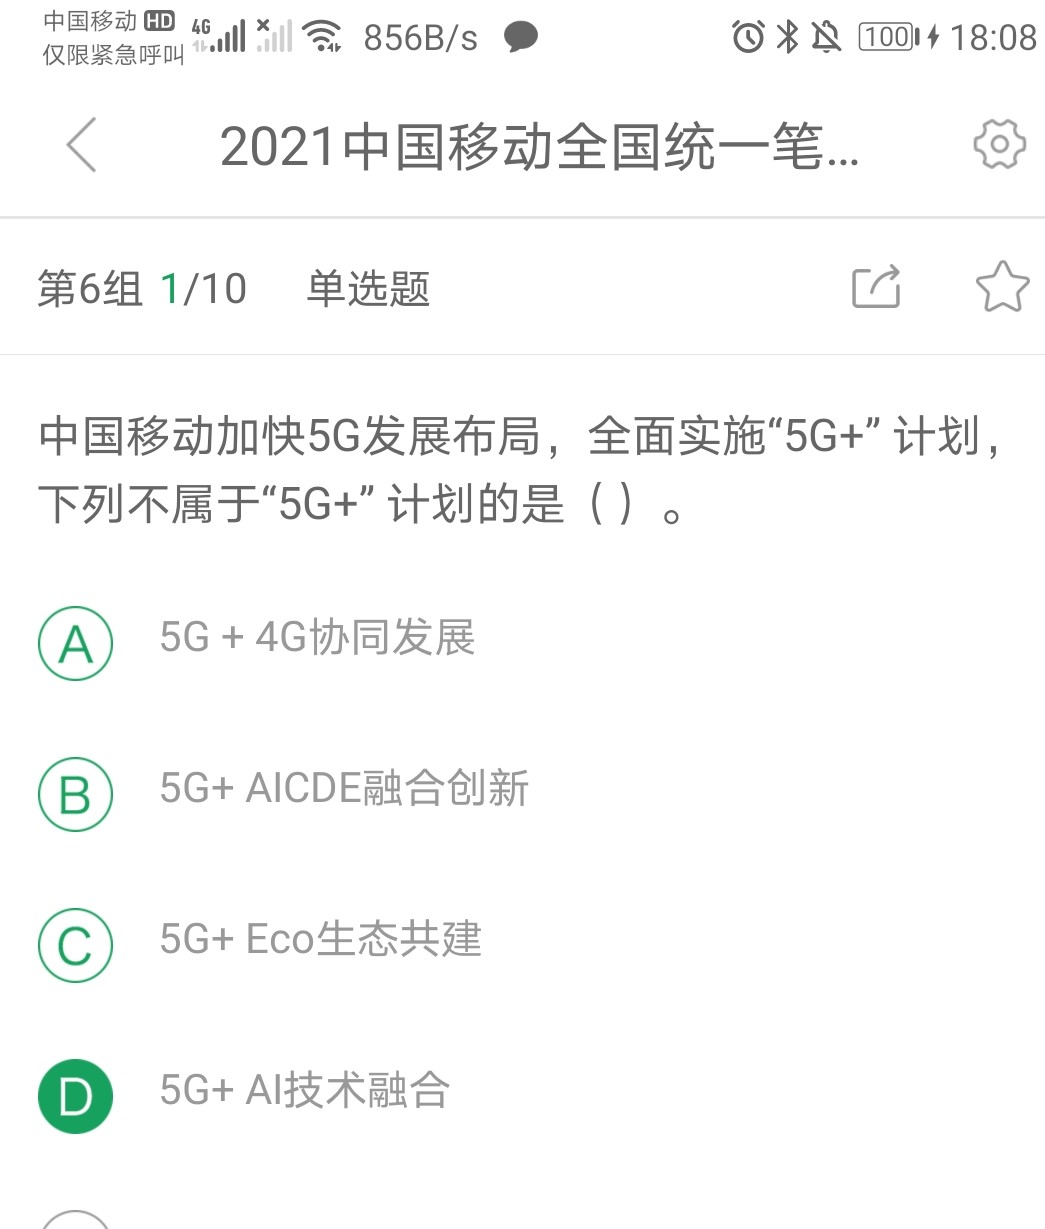 中国移动 HD 4G 856B/s 100 18:08
仅限紧急呼叫
2021中国移动全国统一笔...
第6组 1/10 单选题
中国移动加快5G发展布局，全面实施“5G+” 计划，
下列不属于“5G+” 计划的是（ ）。
A 5G + 4G协同发展
B 5G+ AICDE融合创新
C 5G+ Eco生态共建
D 5G+ AI技术融合